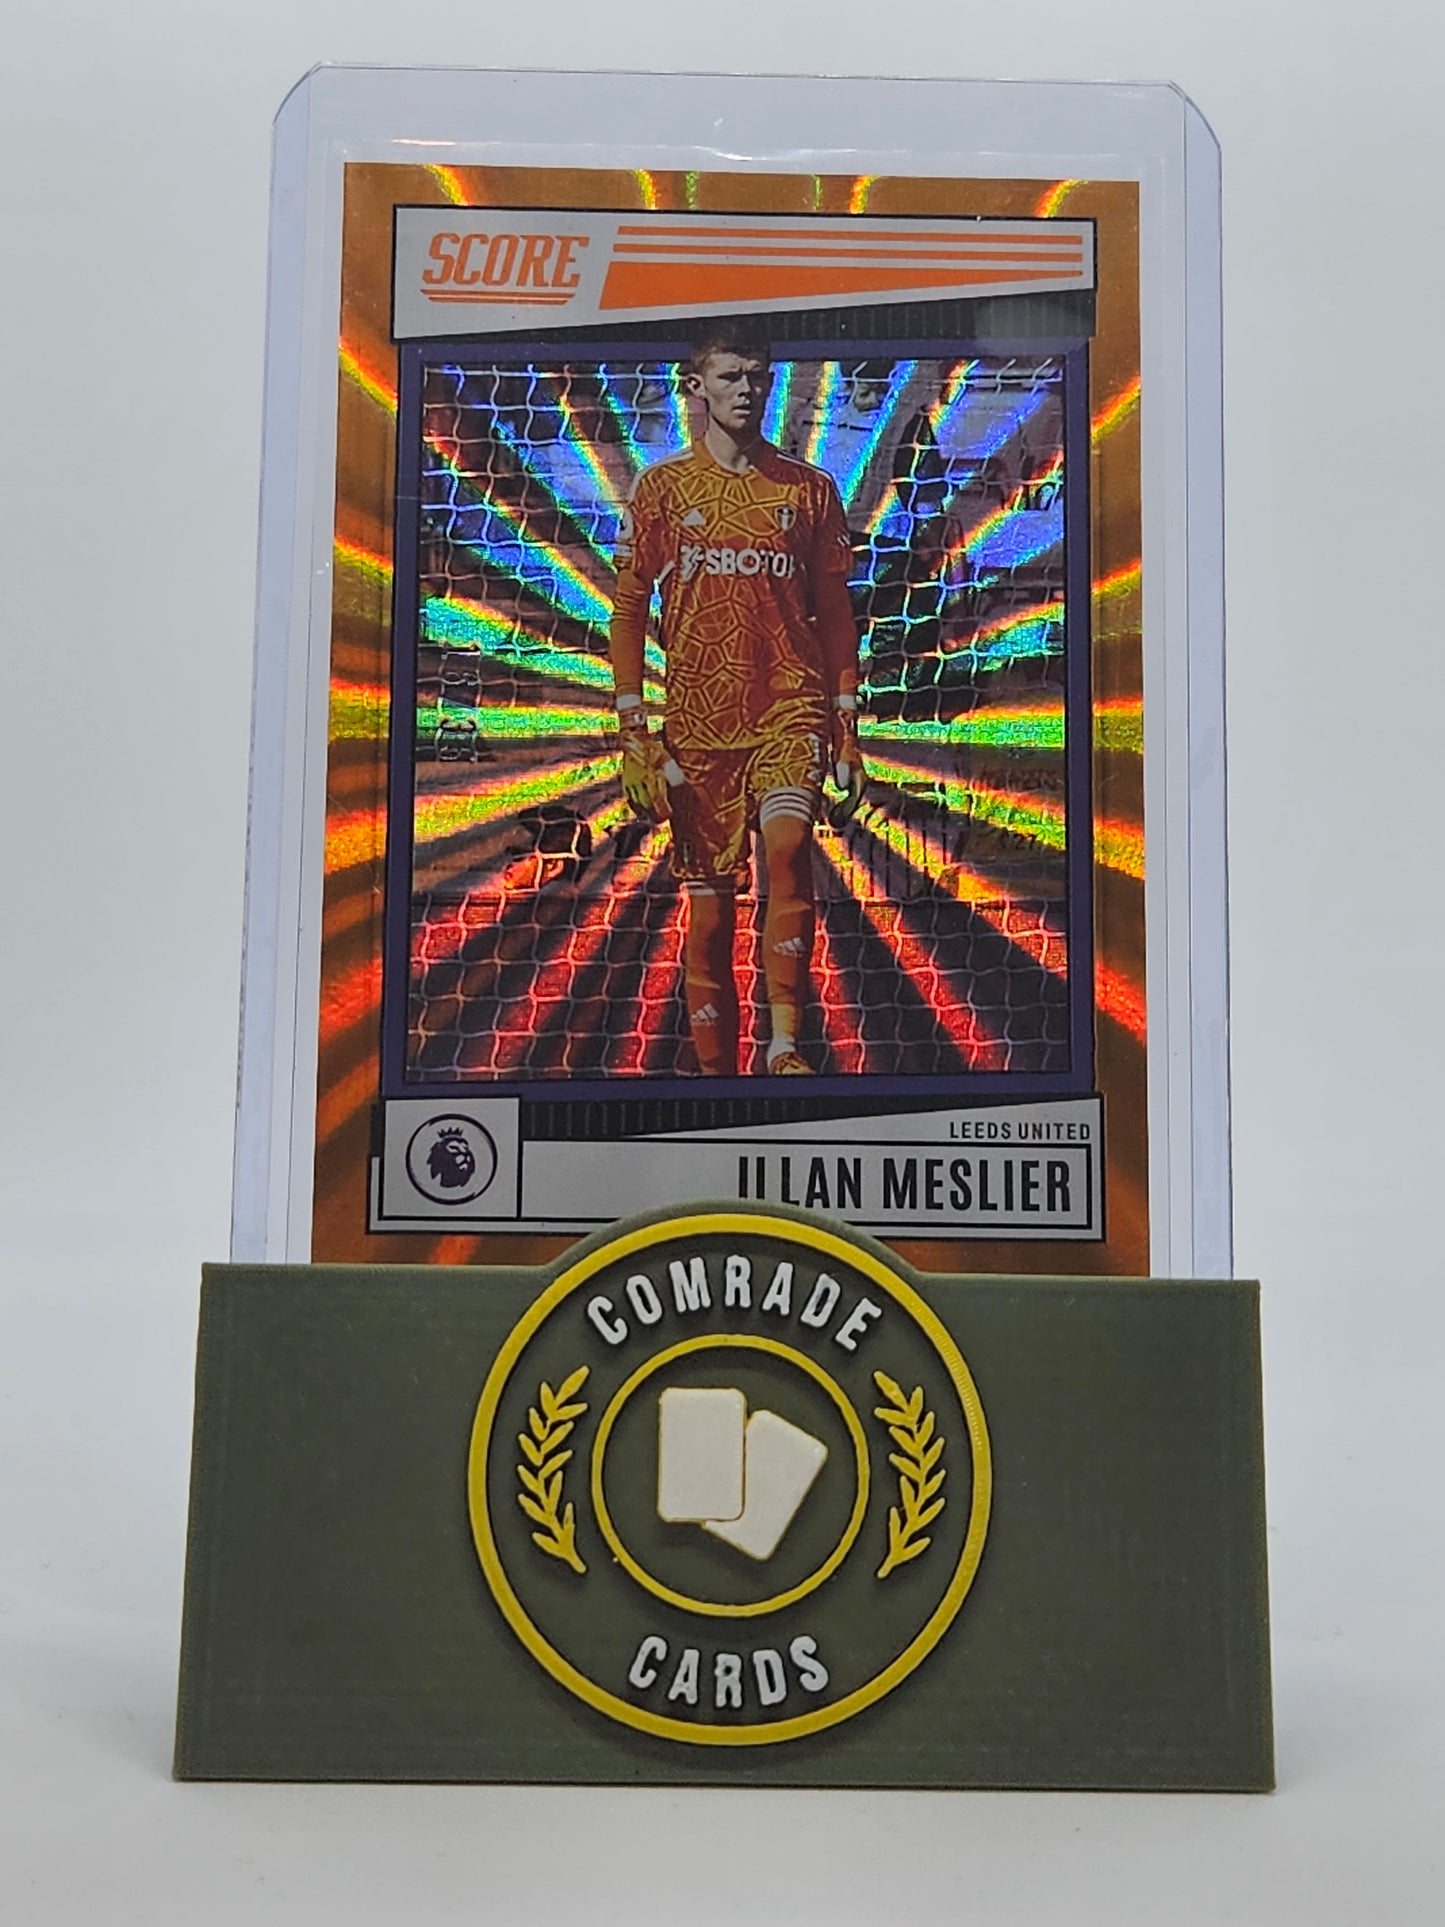 SCORE
SBOTOP
LEEDS UNITED
ILLAN MESLIER
COMRADE
CARDS